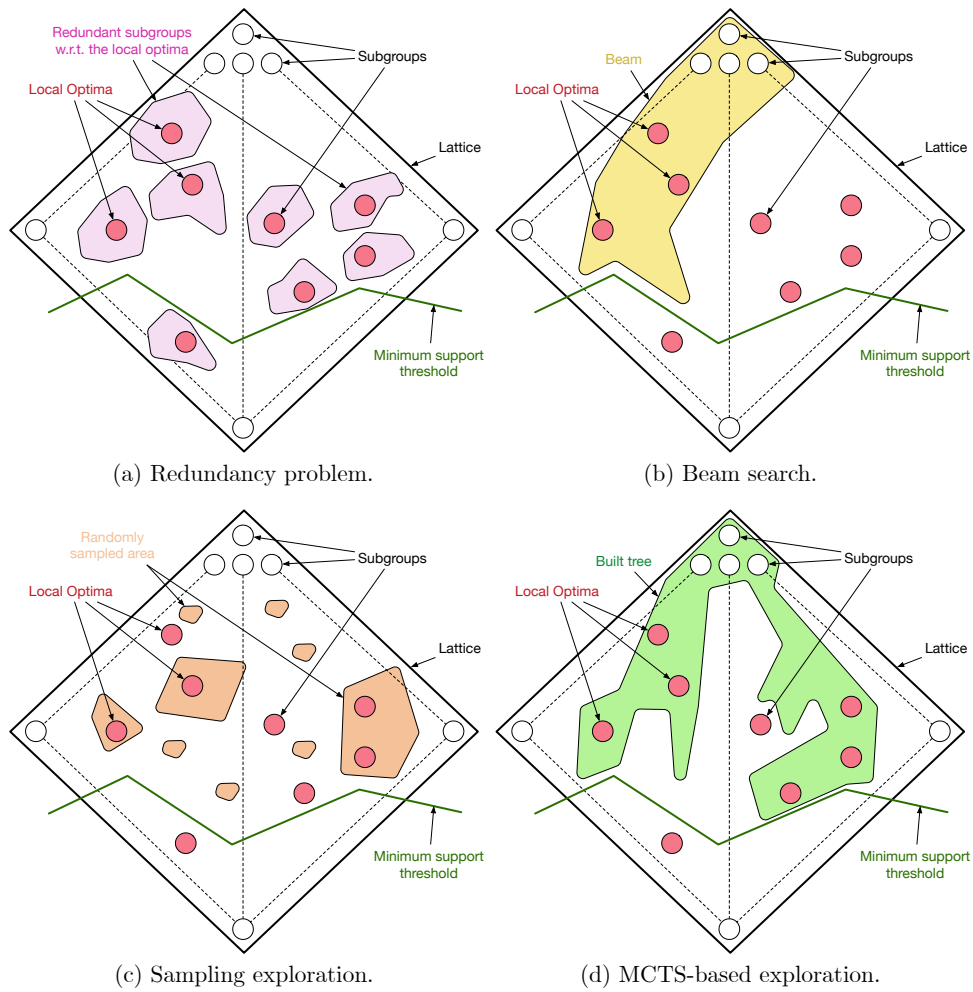 Redundant subgroups
w.r.t. the local optima
Subgroups
Local Optima
Lattice
Minimum support
threshold
(a) Redundancy problem.
Beam
Subgroups
Local Optima
Lattice
Minimum support
threshold
(b) Beam search.
Randomly
sampled area
Subgroups
Local Optima
Lattice
Minimum support
threshold
(c) Sampling exploration.
Built tree
Subgroups
Local Optima
Lattice
Minimum support
threshold
(d) MCTS-based exploration.